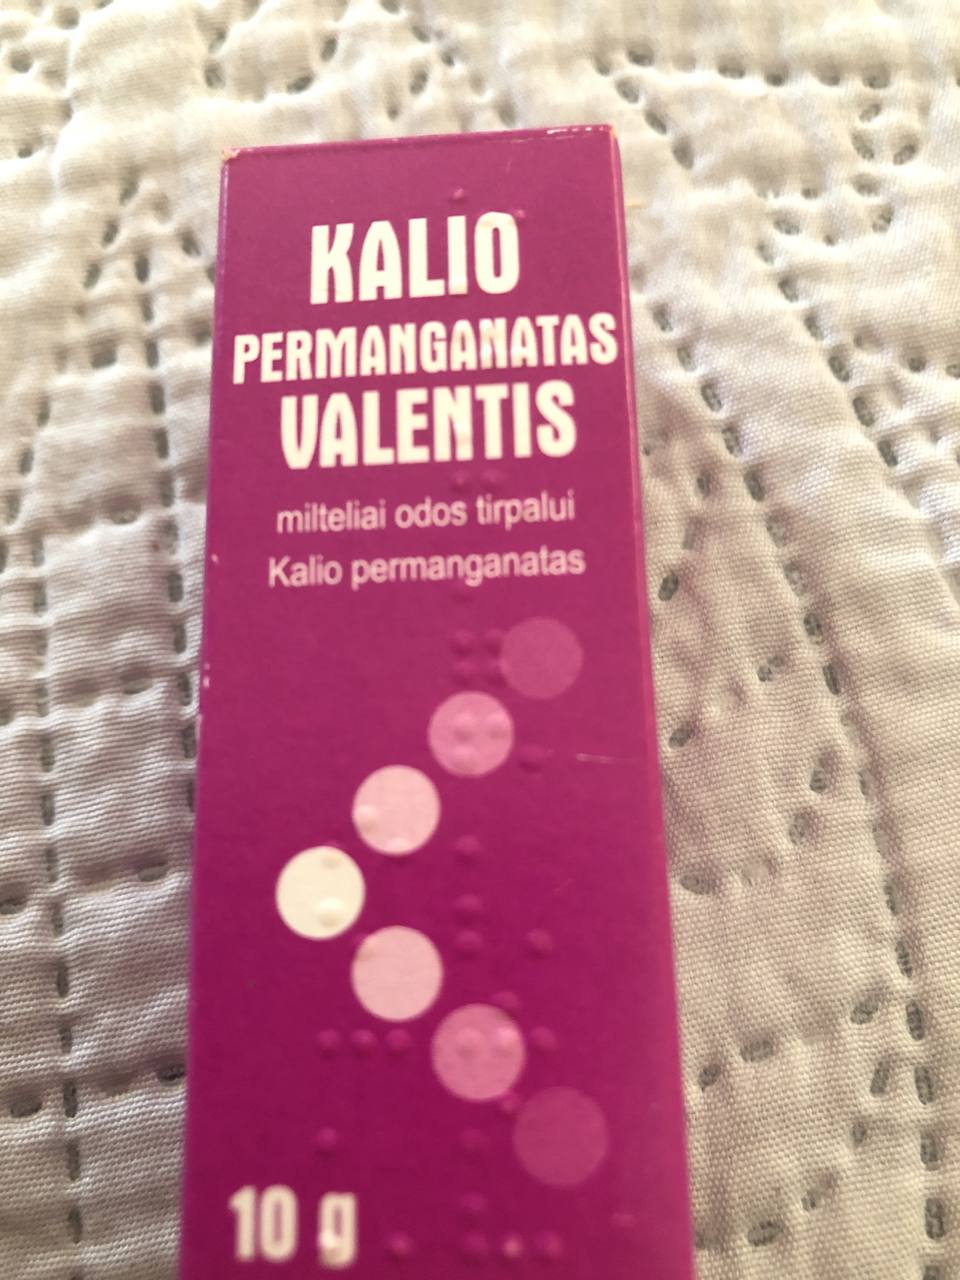 KALIO
PERMANGANATAS
VALENTIS
milteliai odos tirpalui
Kalio permanganatas
10 g